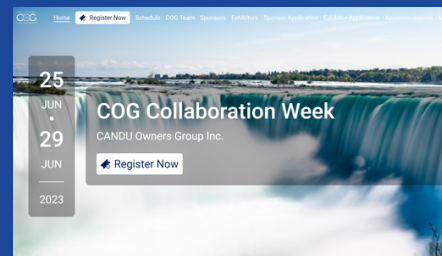 COG
Home
Register Now
Schedule
COG Team
Sponsors
Exhibitors
Sponsor Application
Exhibitor Application
Accommodations
25
JUN
29
JUN
2023
COG Collaboration Week
CANDU Owners Group Inc.
Register Now